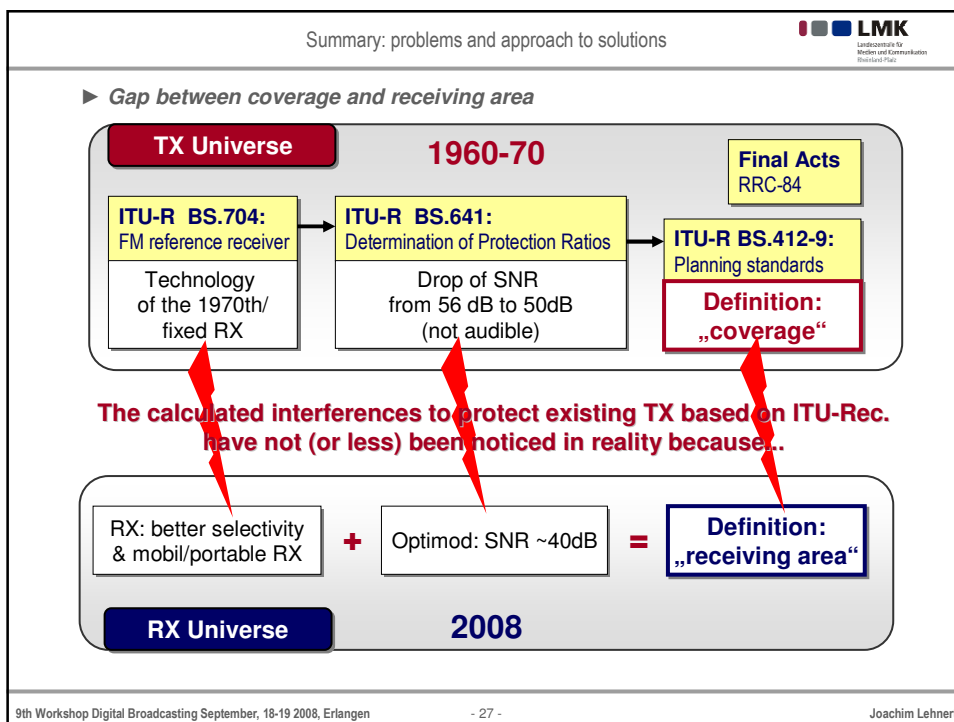 Summary: problems and approach to solutions
LMK
Landeszentrale für
Medien und Kommunikation
Rheinland-Pfalz
► Gap between coverage and receiving area
TX Universe
1960-70
Final Acts
RRC-84
ITU-R BS.704:
FM reference receiver
Technology
of the 1970th/
fixed RX
ITU-R BS.641:
Determination of Protection Ratios
Drop of SNR
from 56 dB to 50dB
(not audible)
ITU-R BS.412-9:
Planning standards
Definition:
„coverage“
The calculated interferences to protect existing TX based on ITU-Rec.
have not (or less) been noticed in reality because...
RX: better selectivity
& mobil/portable RX
+
Optimod: SNR ~40dB
=
Definition:
„receiving area“
RX Universe
2008
9th Workshop Digital Broadcasting September, 18-19 2008, Erlangen
- 27 -
Joachim Lehnert